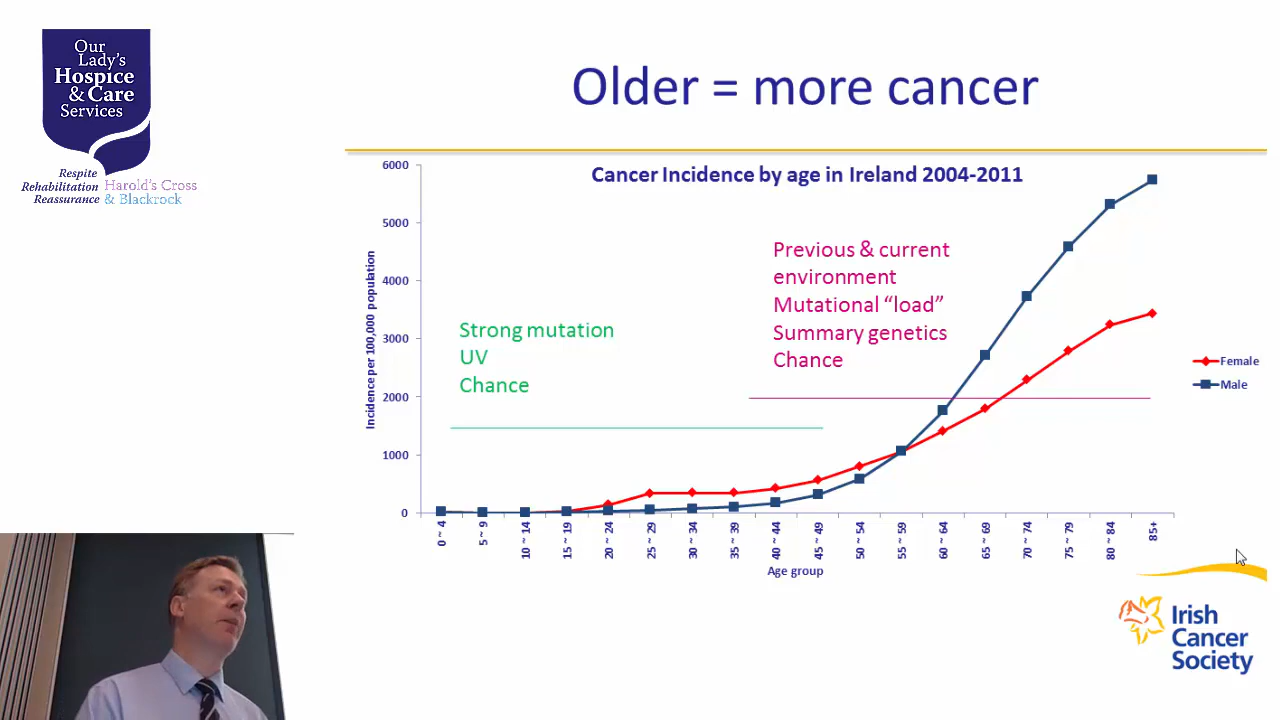 Our
Lady's
Hospice
& Care
Services
Respite
Rehabilitation
Reassurance
Harold's Cross
& Blackrock
Older = more cancer
Cancer Incidence by age in Ireland 2004-2011
Incidence per 100,000 population
6000
5000
4000
3000
2000
1000
0
Strong mutation
UV
Chance
Previous & current
environment
Mutational “load”
Summary genetics
Chance
Female
Male
0 ~ 4
5 ~ 9
10 ~ 14
15 ~ 19
20 ~ 24
25 ~ 29
30 ~ 34
35 ~ 39
40 ~ 44
45 ~ 49
50 ~ 54
55 ~ 59
60 ~ 64
65 ~ 69
70 ~ 74
75 ~ 79
80 ~ 84
85+
Age group
Irish
Cancer
Society